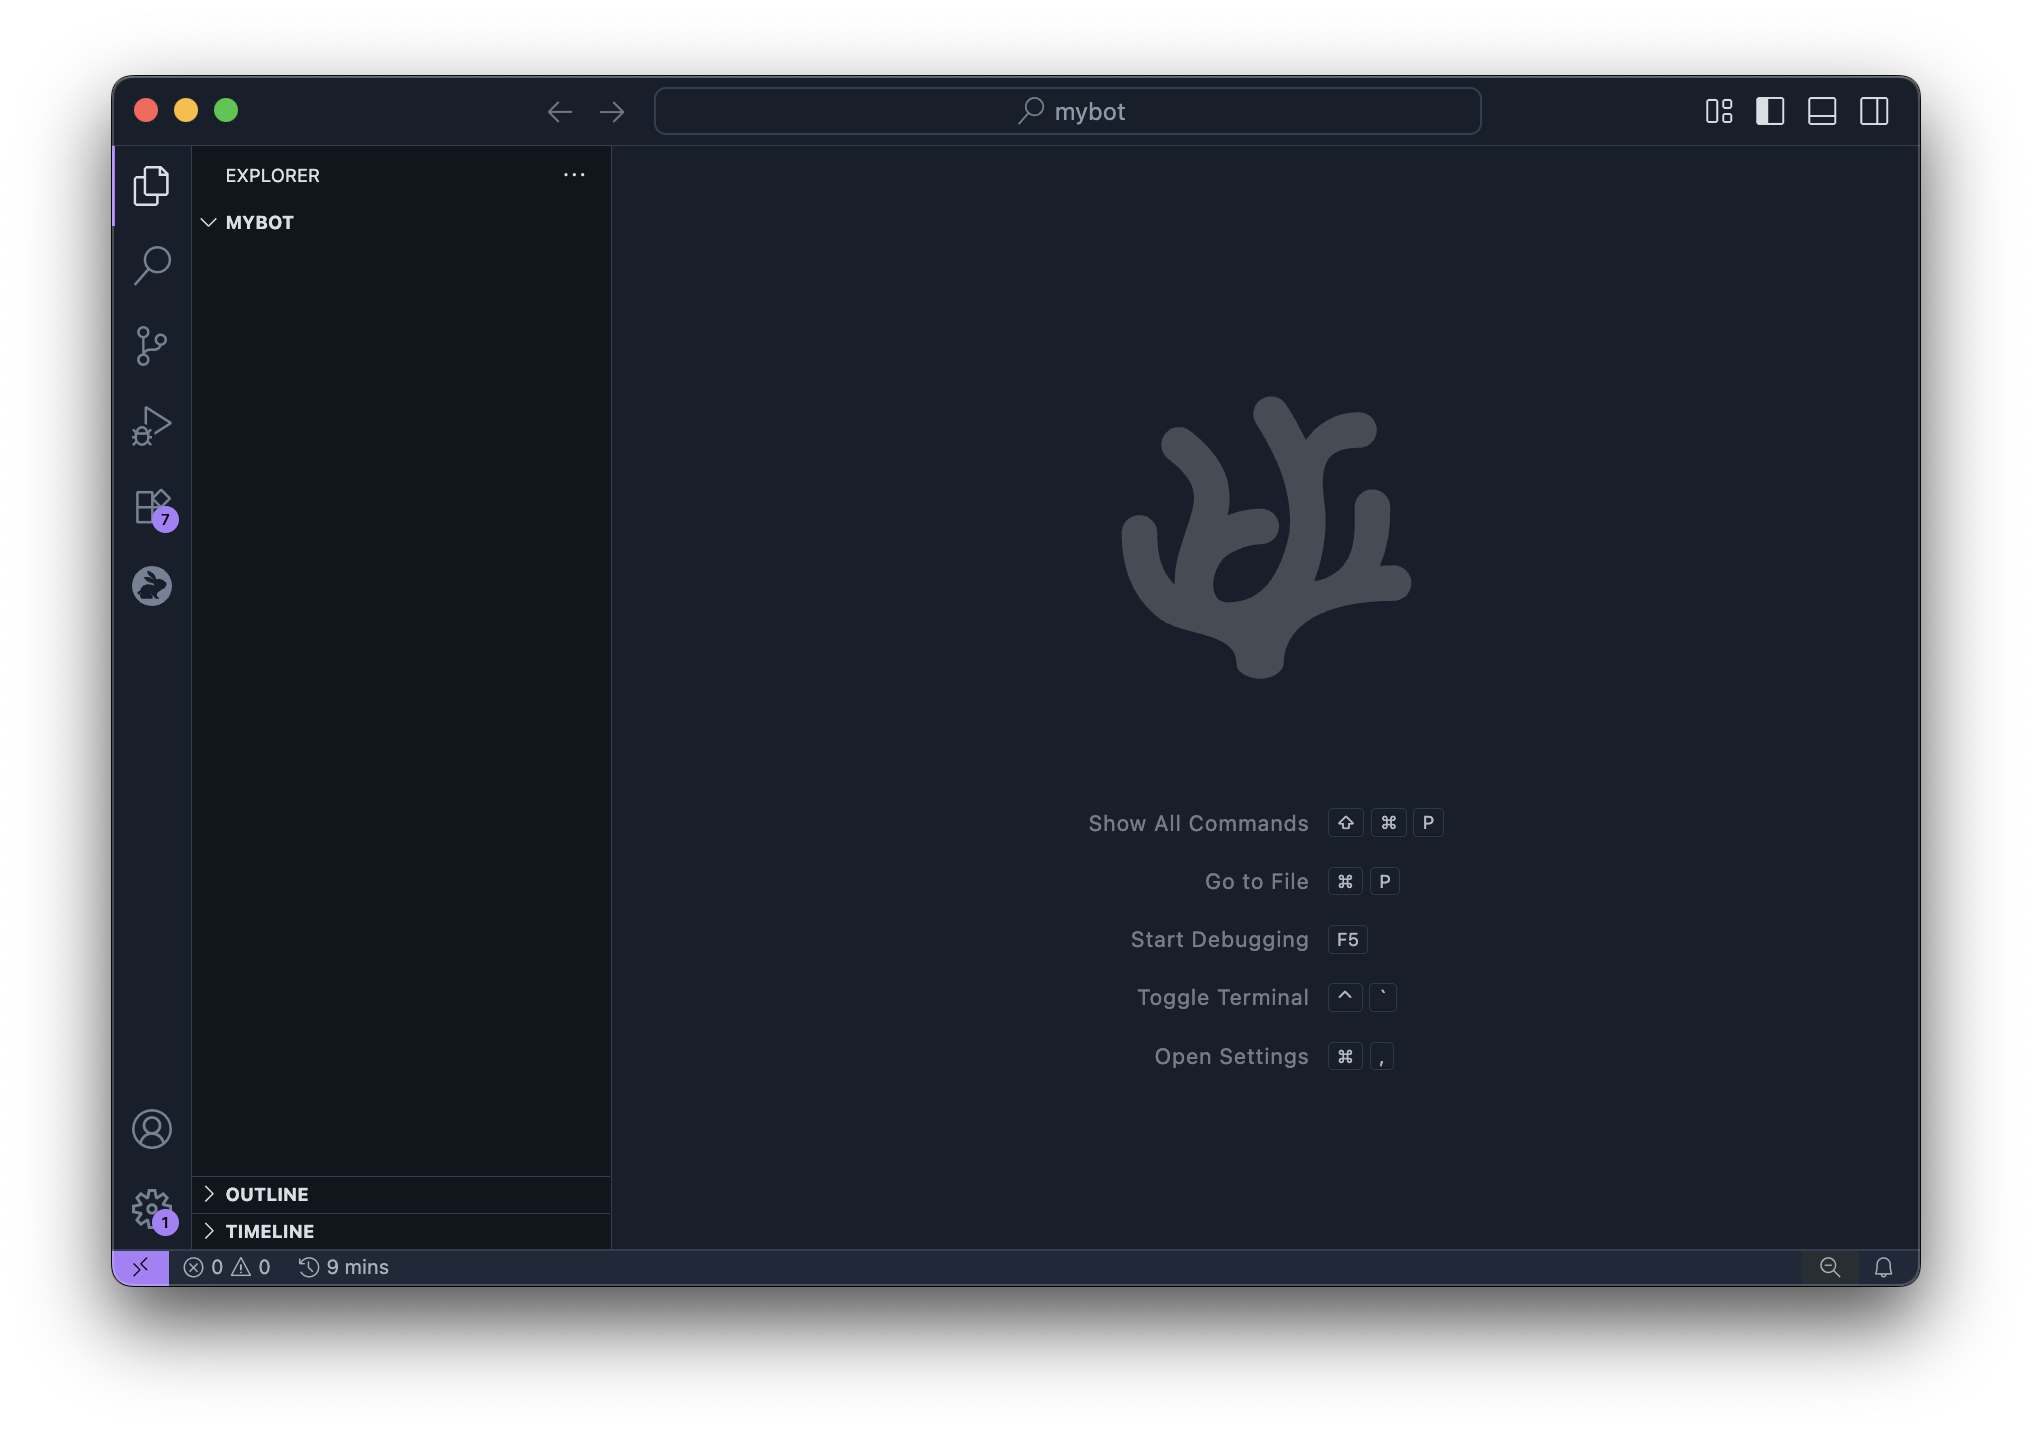 mybot
EXPLORER
MYBOT
7
Show All Commands ⇧ ⌘ P
Go to File ⌘ P
Start Debugging F5
Toggle Terminal ^ `
Open Settings ⌘ ,
OUTLINE
1
TIMELINE
0 0 9 mins